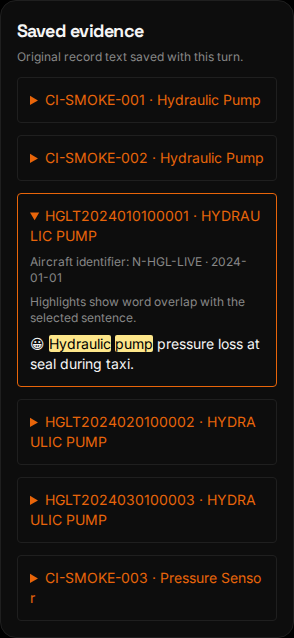 Saved evidence
Original record text saved with this turn.
▶ CI-SMOKE-001 · Hydraulic Pump
▶ CI-SMOKE-002 · Hydraulic Pump
▼ HGLT2024010100001 · HYDRAU
LIC PUMP
Aircraft identifier: N-HGL-LIVE · 2024-
01-01
Highlights show word overlap with the
selected sentence.
😀 Hydraulic pump pressure loss at
seal during taxi.
▶ HGLT2024020100002 · HYDRA
ULIC PUMP
▶ HGLT2024030100003 · HYDRA
ULIC PUMP
▶ CI-SMOKE-003 · Pressure Senso
r